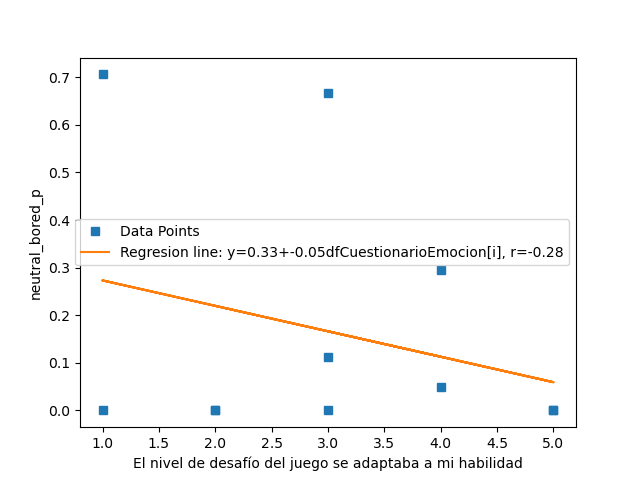 0.7
0.6
0.5
0.4
0.3
0.2
0.1
0.0
neutral_bored_p
Data Points
Regresion line: y=0.33+-0.05dfCuestionarioEmocion[i], r=-0.28
1.0 1.5 2.0 2.5 3.0 3.5 4.0 4.5 5.0
El nivel de desafío del juego se adaptaba a mi habilidad